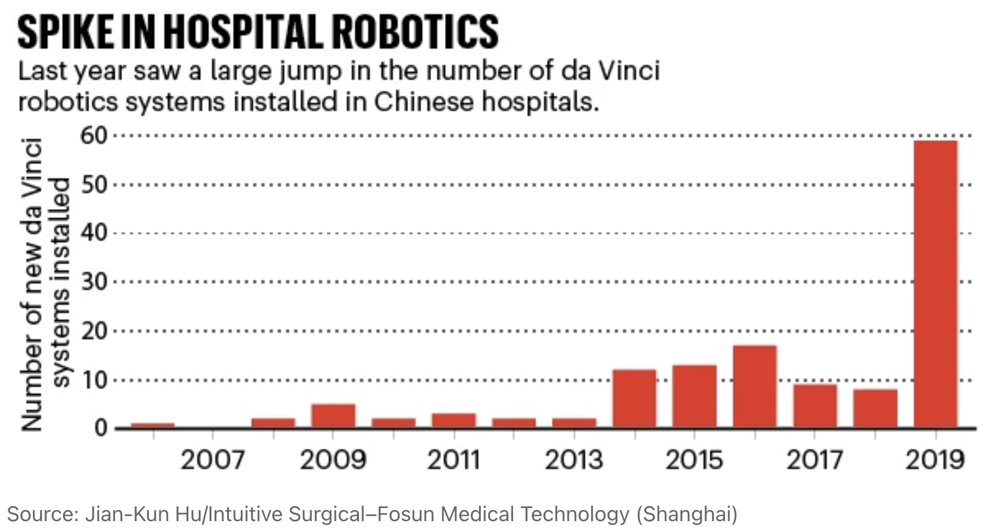 SPIKE IN HOSPITAL ROBOTICS
Last year saw a large jump in the number of da Vinci
robotics systems installed in Chinese hospitals.
Number of new da Vinci
systems installed
60
50
40
30
20
10
0
2007 2009 2011 2013 2015 2017 2019
Source: Jian-Kun Hu/Intuitive Surgical–Fosun Medical Technology (Shanghai)